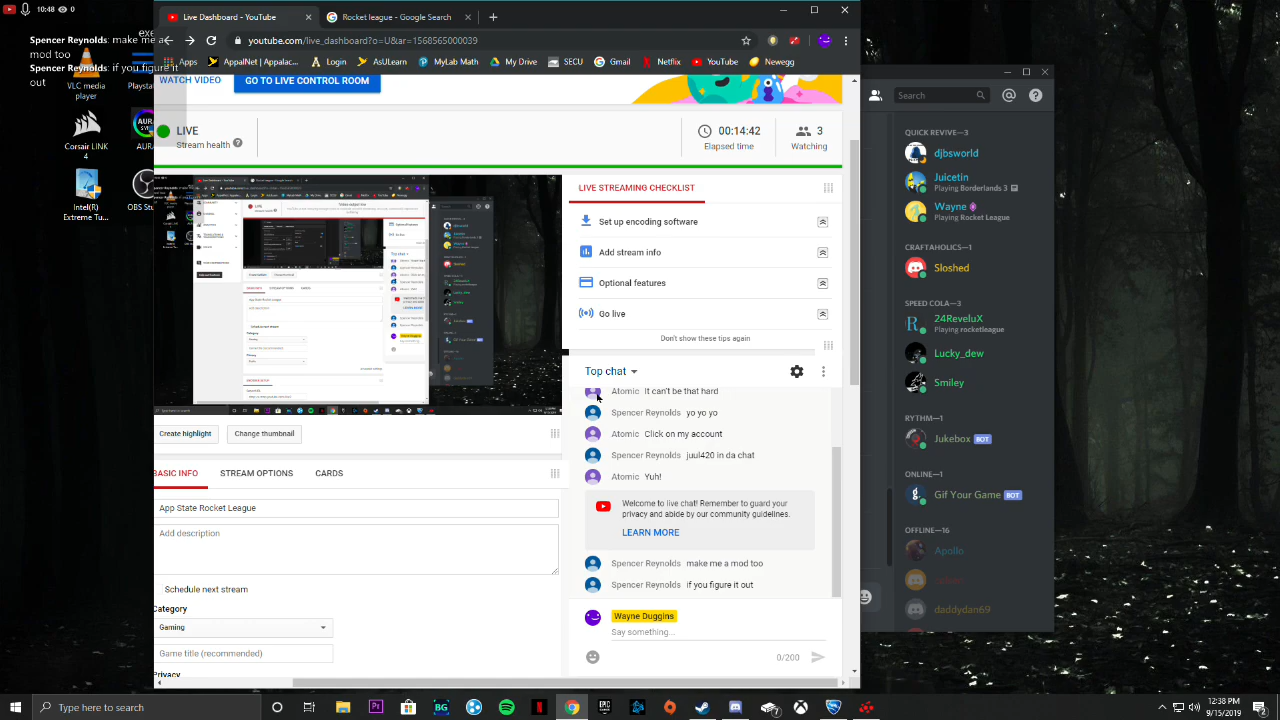 10:48 0
Spencer Reynolds: make me a
mod too
Spencer Reynolds: if you figure it
out
VLC media
player
Playsta
Corsair LINK
4
AURA
Intel(R)
Extreme Tu...
Live Dashboard - YouTube
Rocket league - Google Search
youtube.com/live_dashboard?o=U&ar=1568565000039
Apps
AppalNet | Appalac...
Login
AsULearn
MyLab Math
My Drive
SECU
Gmail
Netflix
YouTube
Newegg
WATCH VIDEO
GO TO LIVE CONTROL ROOM
LIVE
Stream health
00:14:42
Elapsed time
3
Watching
LIVE STREAMING CHECKLIST
Set up encoding software
Add stream info
Optional features
Go live
Don't show these tips again
Top chat
Atomic It can't be that hard
Spencer Reynolds yo yo yo
Atomic Click on my account
Spencer Reynolds juul420 in da chat
Atomic Yuh!
Welcome to live chat! Remember to guard your
privacy and abide by our community guidelines.
LEARN MORE
Spencer Reynolds make me a mod too
Spencer Reynolds if you figure it out
Wayne Duggins
Say something...
0/200
Create highlight
Change thumbnail
BASIC INFO
STREAM OPTIONS
CARDS
App State Rocket League
Add description
Schedule next stream
Category
Gaming
Game title (recommended)
Privacy
Search
QUICK REVIVE—3
djbsworld
Juicetin
Playing Borderlands 3
Wayne
Playing Rocket League
CRAFTAHOLICS—1
Sloshed
SPEED COLA—3
24ReveluX
Playing rocketleague
Lucky_dew
Smiley
RYTHM—1
Jukebox BOT
ONLINE—1
Gif Your Game BOT
OFFLINE—16
Apollo
daddydan69
Type here to search
12:38 PM
9/15/2019